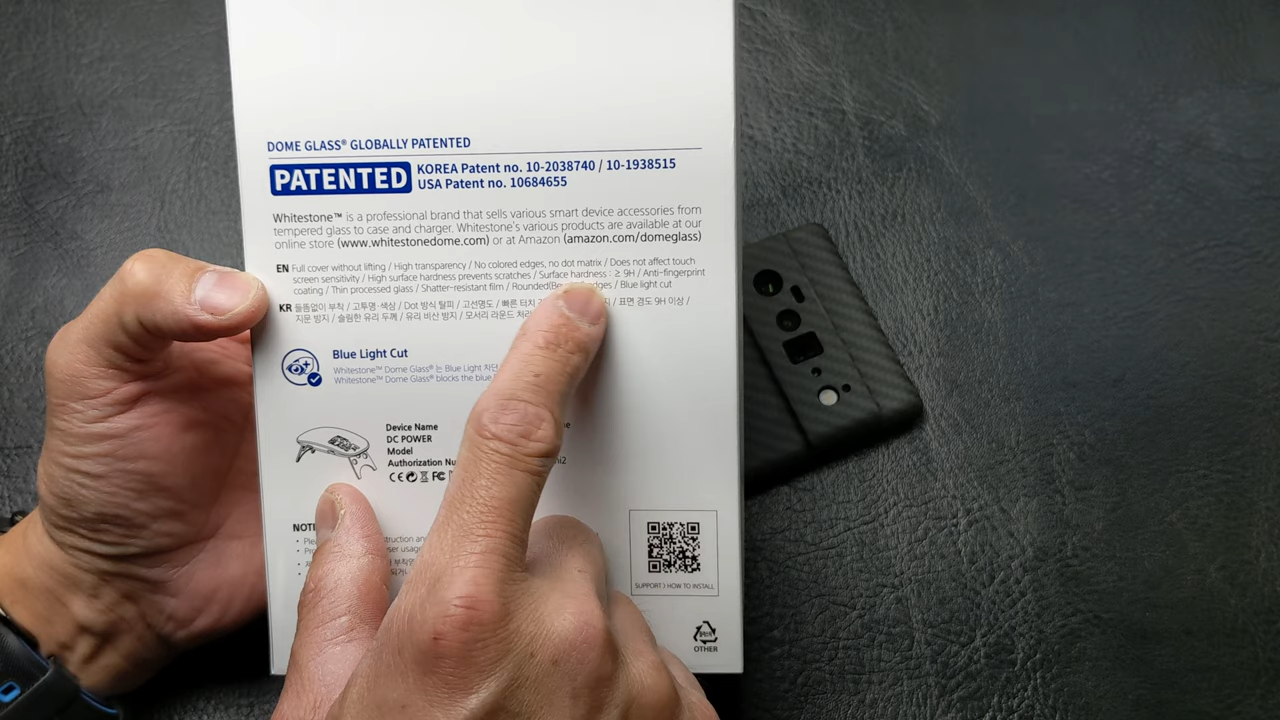 DOME GLASS® GLOBALLY PATENTED
PATENTED
KOREA Patent no. 10-2038740 / 10-1938515
USA Patent no. 10684655
Whitestone™ is a professional brand that sells various smart device accessories from
tempered glass to case and charger. Whitestone's various products are available at our
online store (www.whitestonedome.com) or at Amazon (amazon.com/domeglass)
EN Full cover without lifting / High transparency / No colored edges, no dot matrix / Does not affect touch
screen sensitivity / High surface hardness prevents scratches / Surface hardness : ≥ 9H / Anti-fingerprint
coating / Thin processed glass / Shatter-resistant film / edges / Blue light cut
KR 들뜸없이 부착 / 고투명·색상 / Dot 방식 탈피 / 고선명도 / 빠른 터치 / 표면 경도 9H 이상 /
지문 방지 / 슬림한 유리 두께 / 유리 비산 방지 / 모서리 라운드
Blue Light Cut
Whitestone™ Dome Glass® 는 Blue Light
Whitestone™ Dome Glass® blocks the blue
Device Name
DC POWER
Model
Authorization
CE FC
SUPPORT > HOW TO INSTALL
OTHER